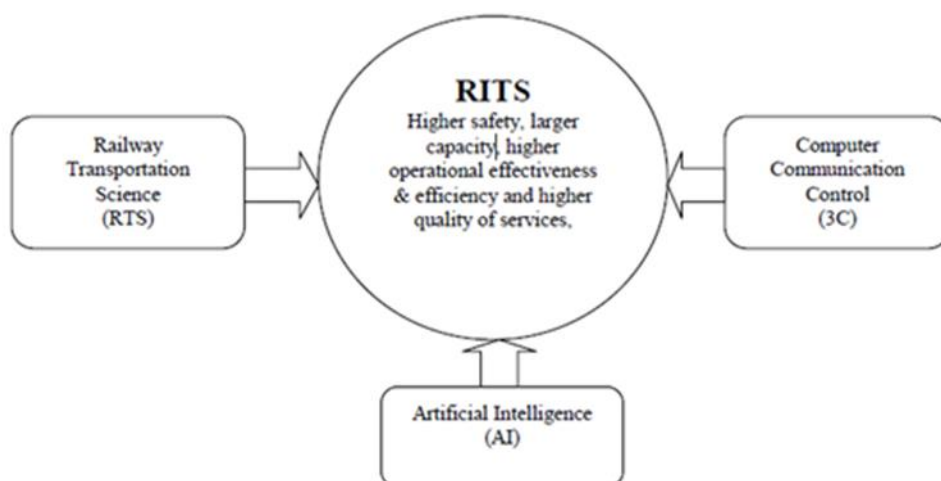 RITS
Higher safety, larger
capacity, higher
operational effectiveness
& efficiency and higher
quality of services,
Railway
Transportation
Science
(RTS)
Computer
Communication
Control
(3C)
Artificial Intelligence
(AI)